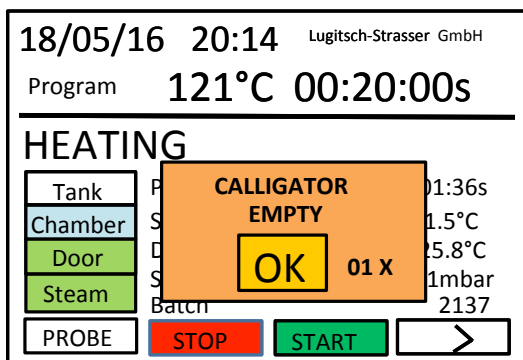 18/05/16 20:14 Lugitsch-Strasser GmbH
Program 121°C 00:20:00s
HEATING
Tank
Chamber
Door
Steam
CALLIGATOR
EMPTY
OK 01 X
01:36s
1.5°C
25.8°C
1mbar
Batch 2137
PROBE STOP START >